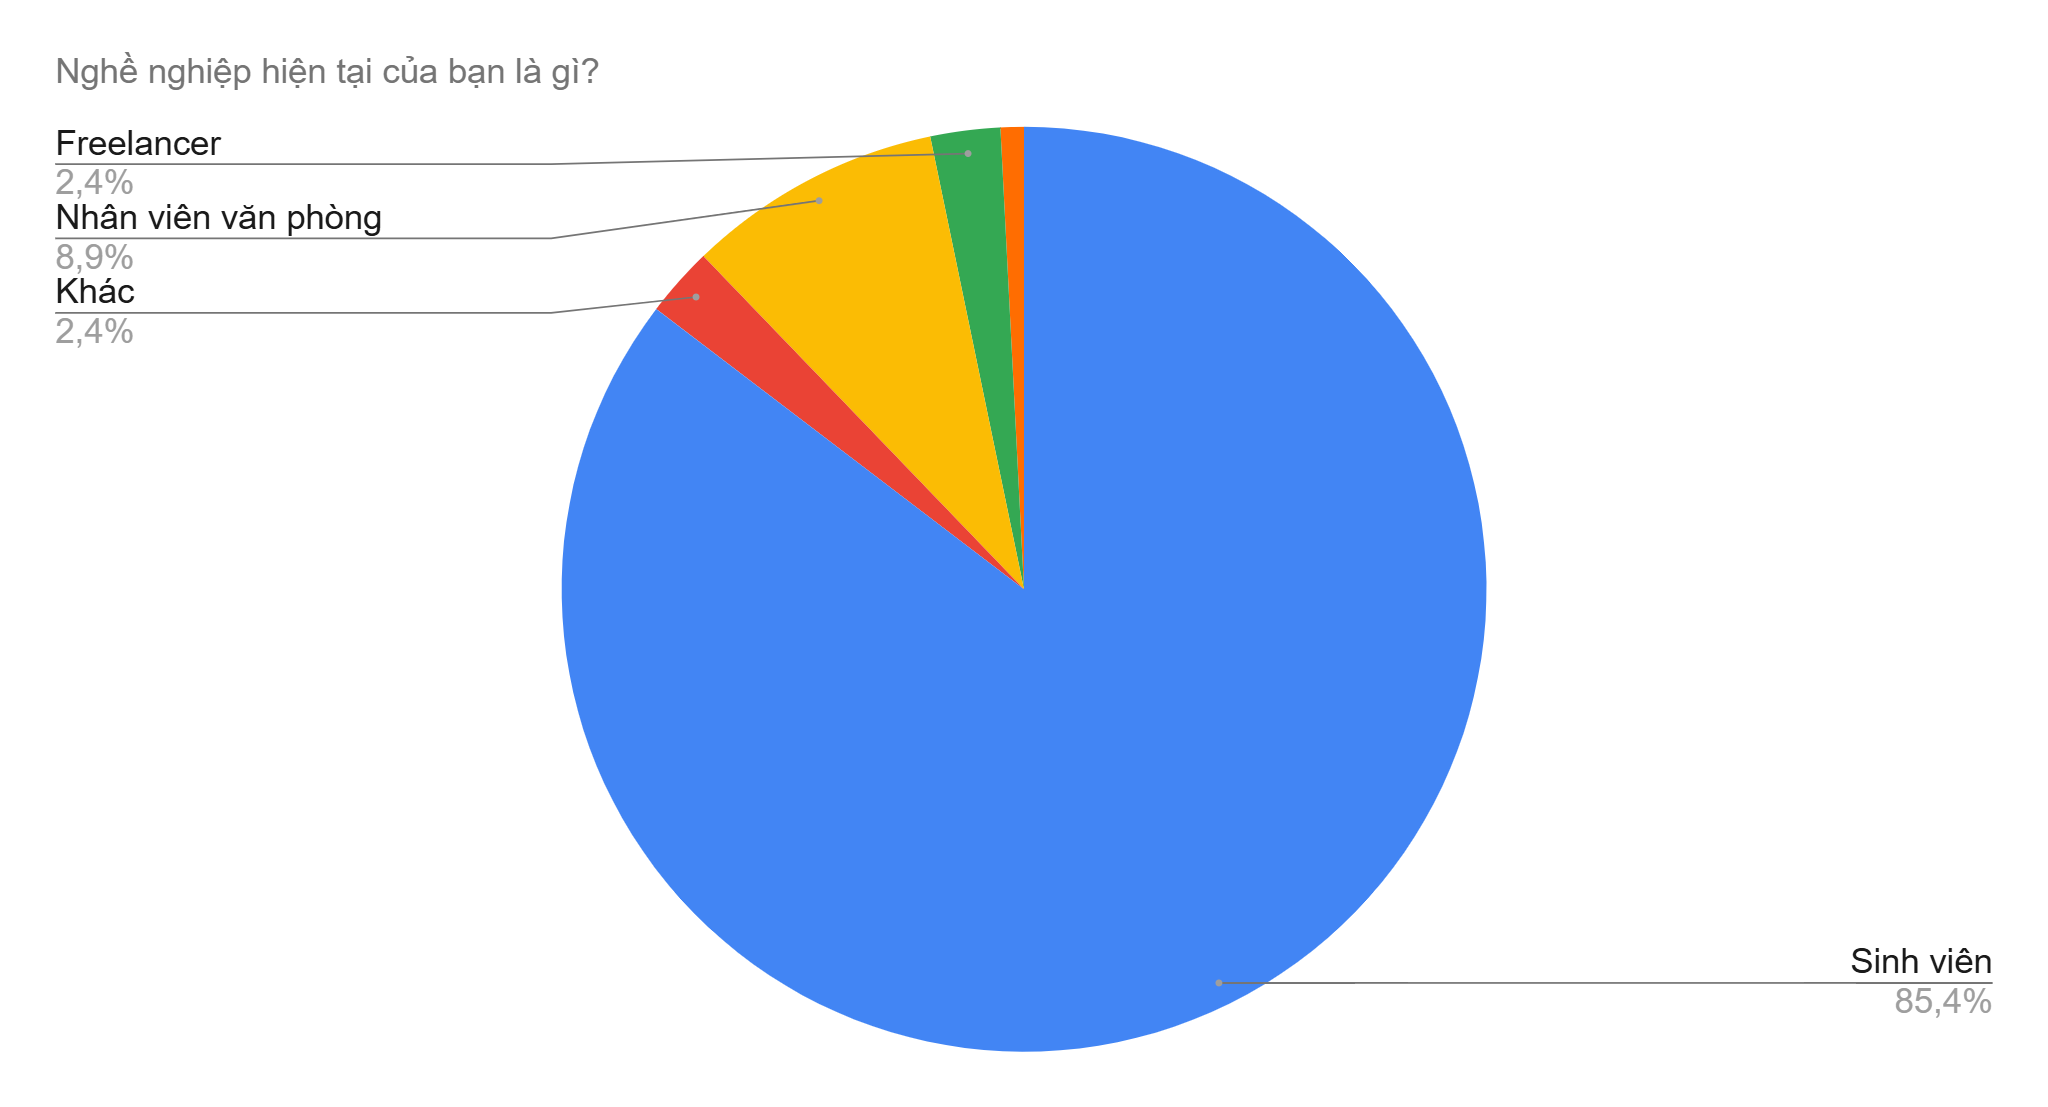 Nghề nghiệp hiện tại của bạn là gì?
Freelancer
2,4%
Nhân viên văn phòng
8,9%
Khác
2,4%
Sinh viên
85,4%